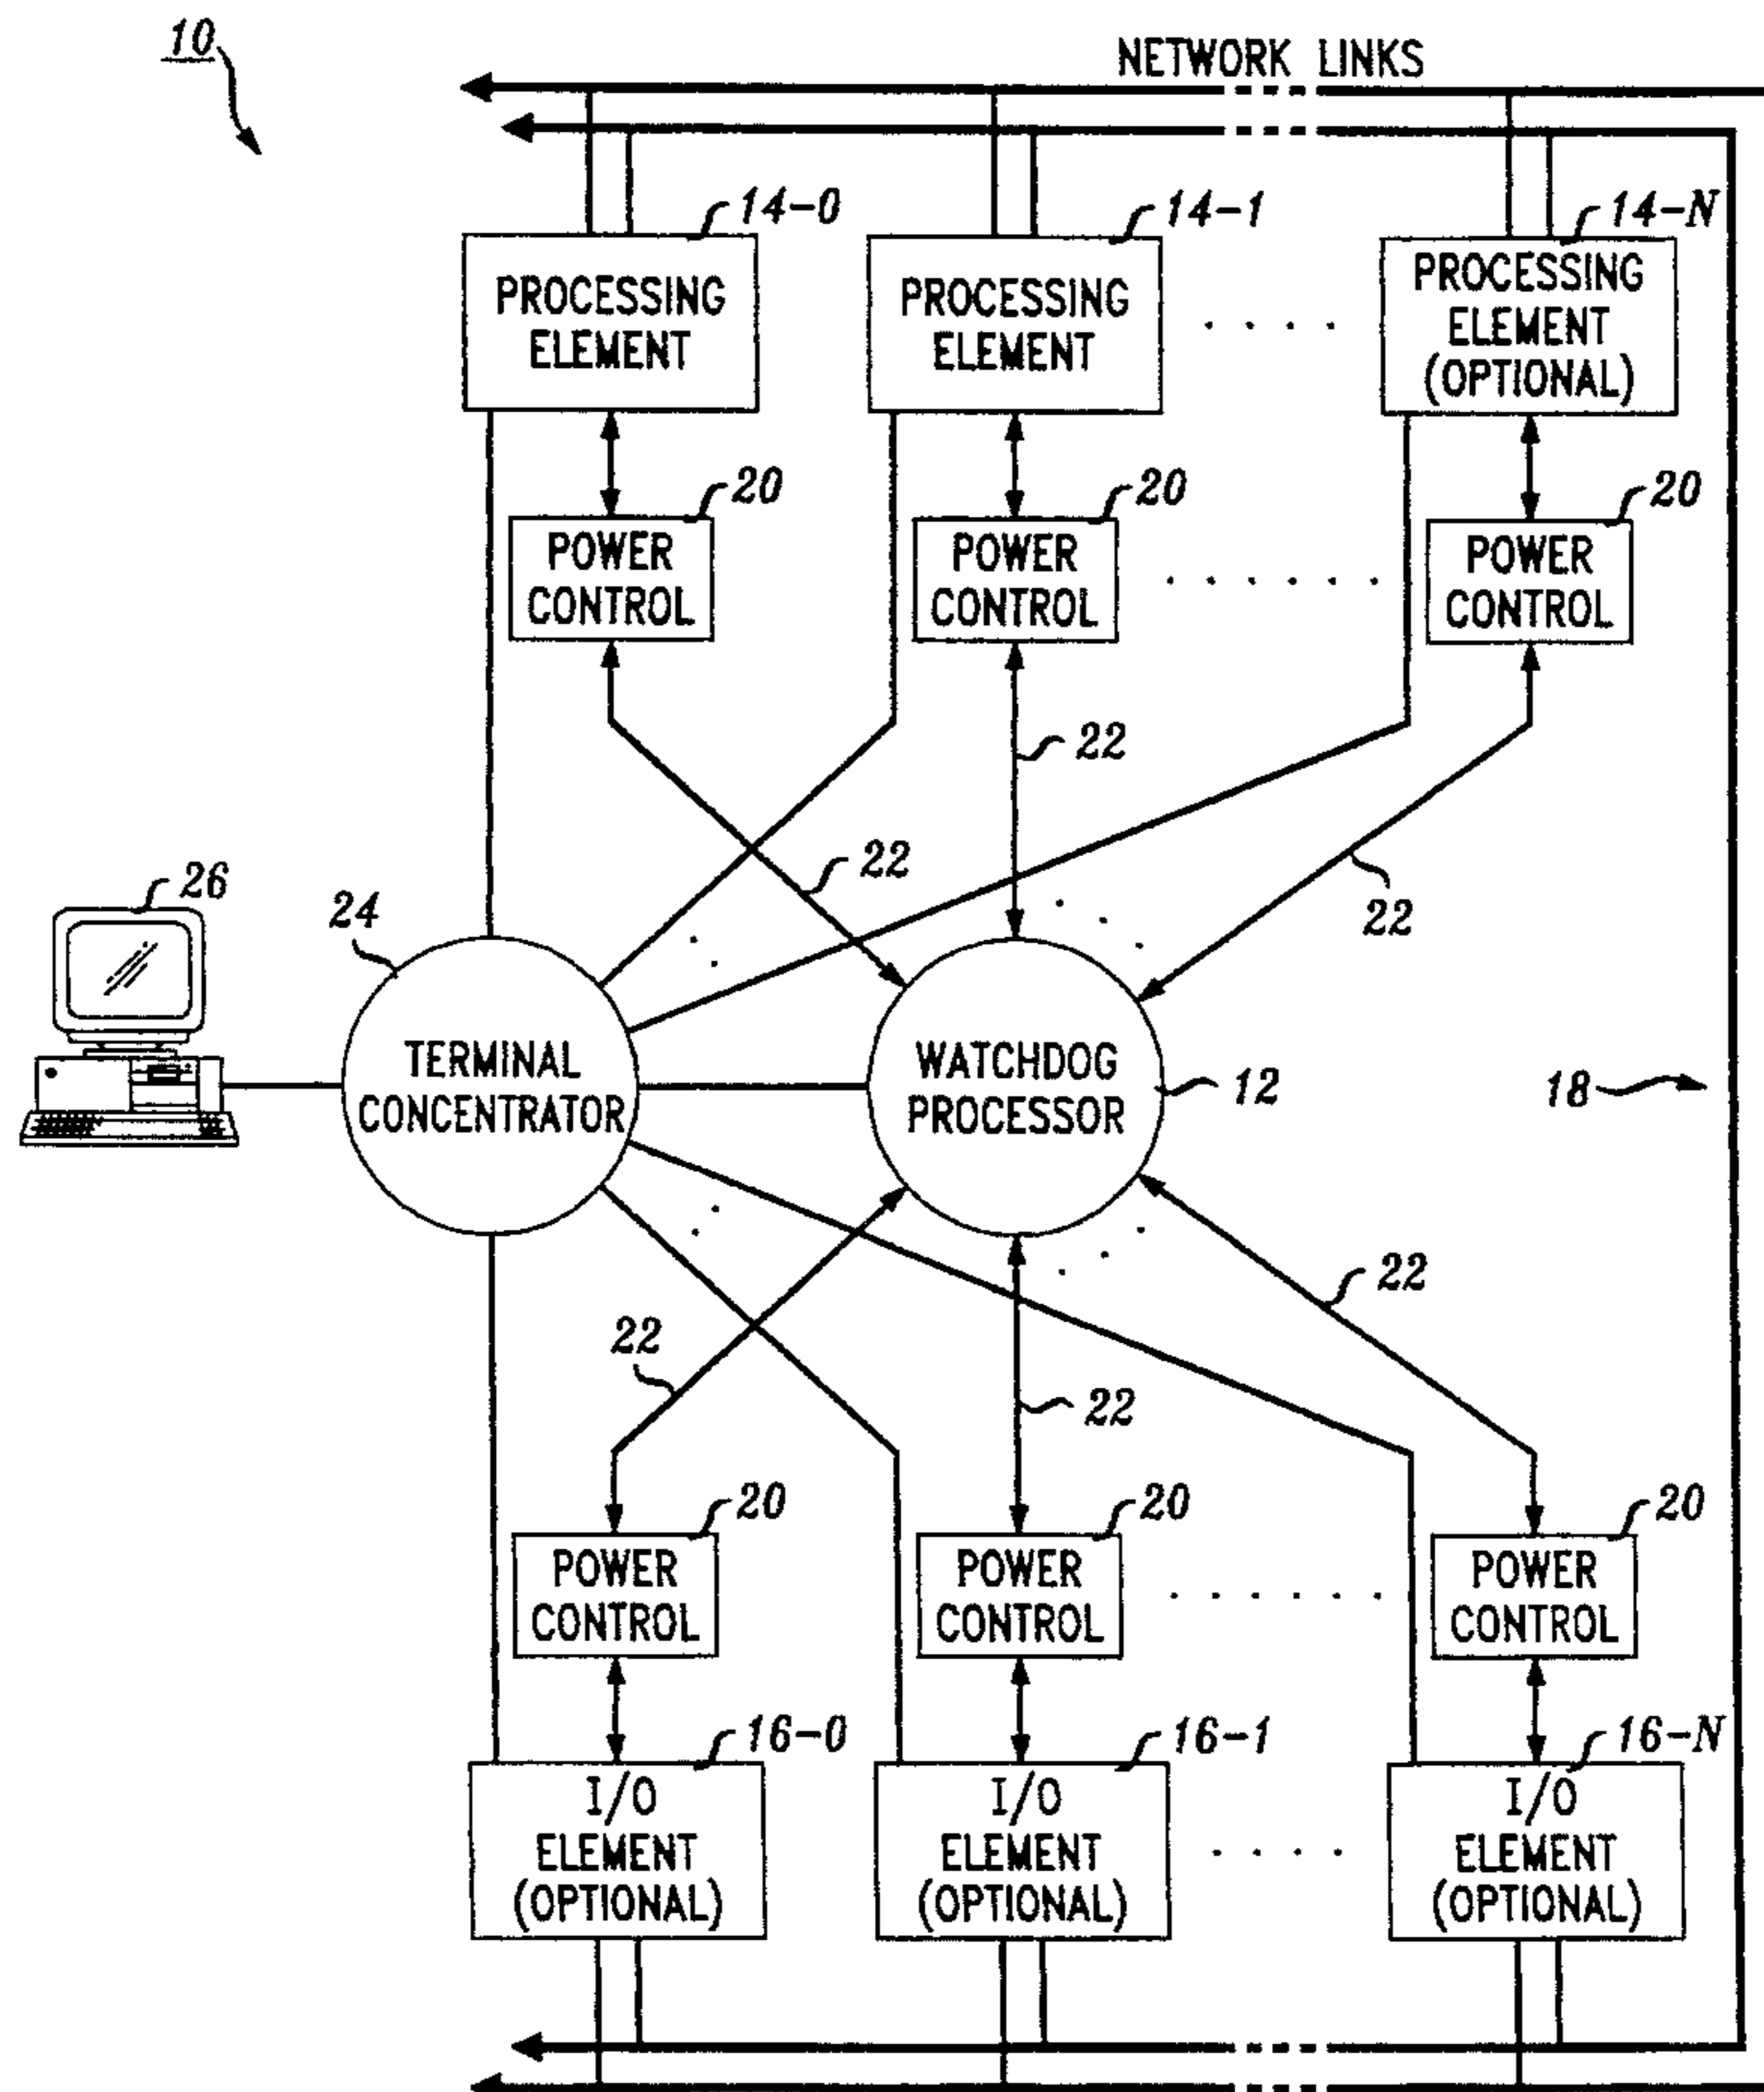 10
NETWORK LINKS
14-0
14-1
14-N
PROCESSING
ELEMENT
PROCESSING
ELEMENT
PROCESSING
ELEMENT
(OPTIONAL)
20
20
20
POWER
CONTROL
POWER
CONTROL
POWER
CONTROL
22
22
22
26
24
TERMINAL
CONCENTRATOR
WATCHDOG
PROCESSOR
12
18
22
22
22
20
20
20
POWER
CONTROL
POWER
CONTROL
POWER
CONTROL
16-0
16-1
16-N
I/O
ELEMENT
(OPTIONAL)
I/O
ELEMENT
(OPTIONAL)
I/O
ELEMENT
(OPTIONAL)